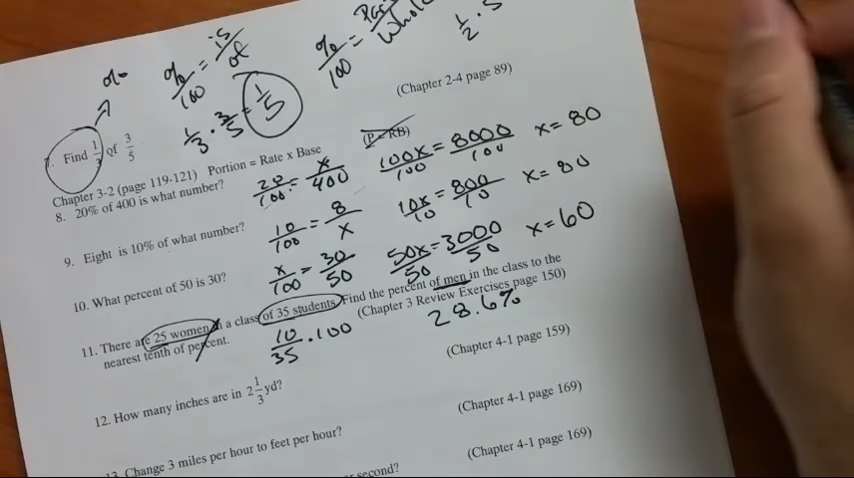 % / 100 = is / of
% / 100 = Par / Whole
1/2 · 5
1/3 · 3/5 = 1/5
(Chapter 2-4 page 89)
7. Find 1/3 of 3/5
Chapter 3-2 (page 119-121) Portion = Rate x Base (P = RB)
8. 20% of 400 is what number? 20/100 = x/400 100x/100 = 8000/100 x = 80
9. Eight is 10% of what number? 10/100 = 8/x 10x/10 = 800/10 x = 80
10. What percent of 50 is 30? x/100 = 30/50 50x/50 = 3000/50 x = 60
11. There are 25 women in a class of 35 students. Find the percent of men in the class to the
nearest tenth of percent. (Chapter 3 Review Exercises page 150)
10/35 · 100 28.6%
(Chapter 4-1 page 159)
12. How many inches are in 2 1/3 yd?
(Chapter 4-1 page 169)
13. Change 3 miles per hour to feet per hour?
(Chapter 4-1 page 169)
second?